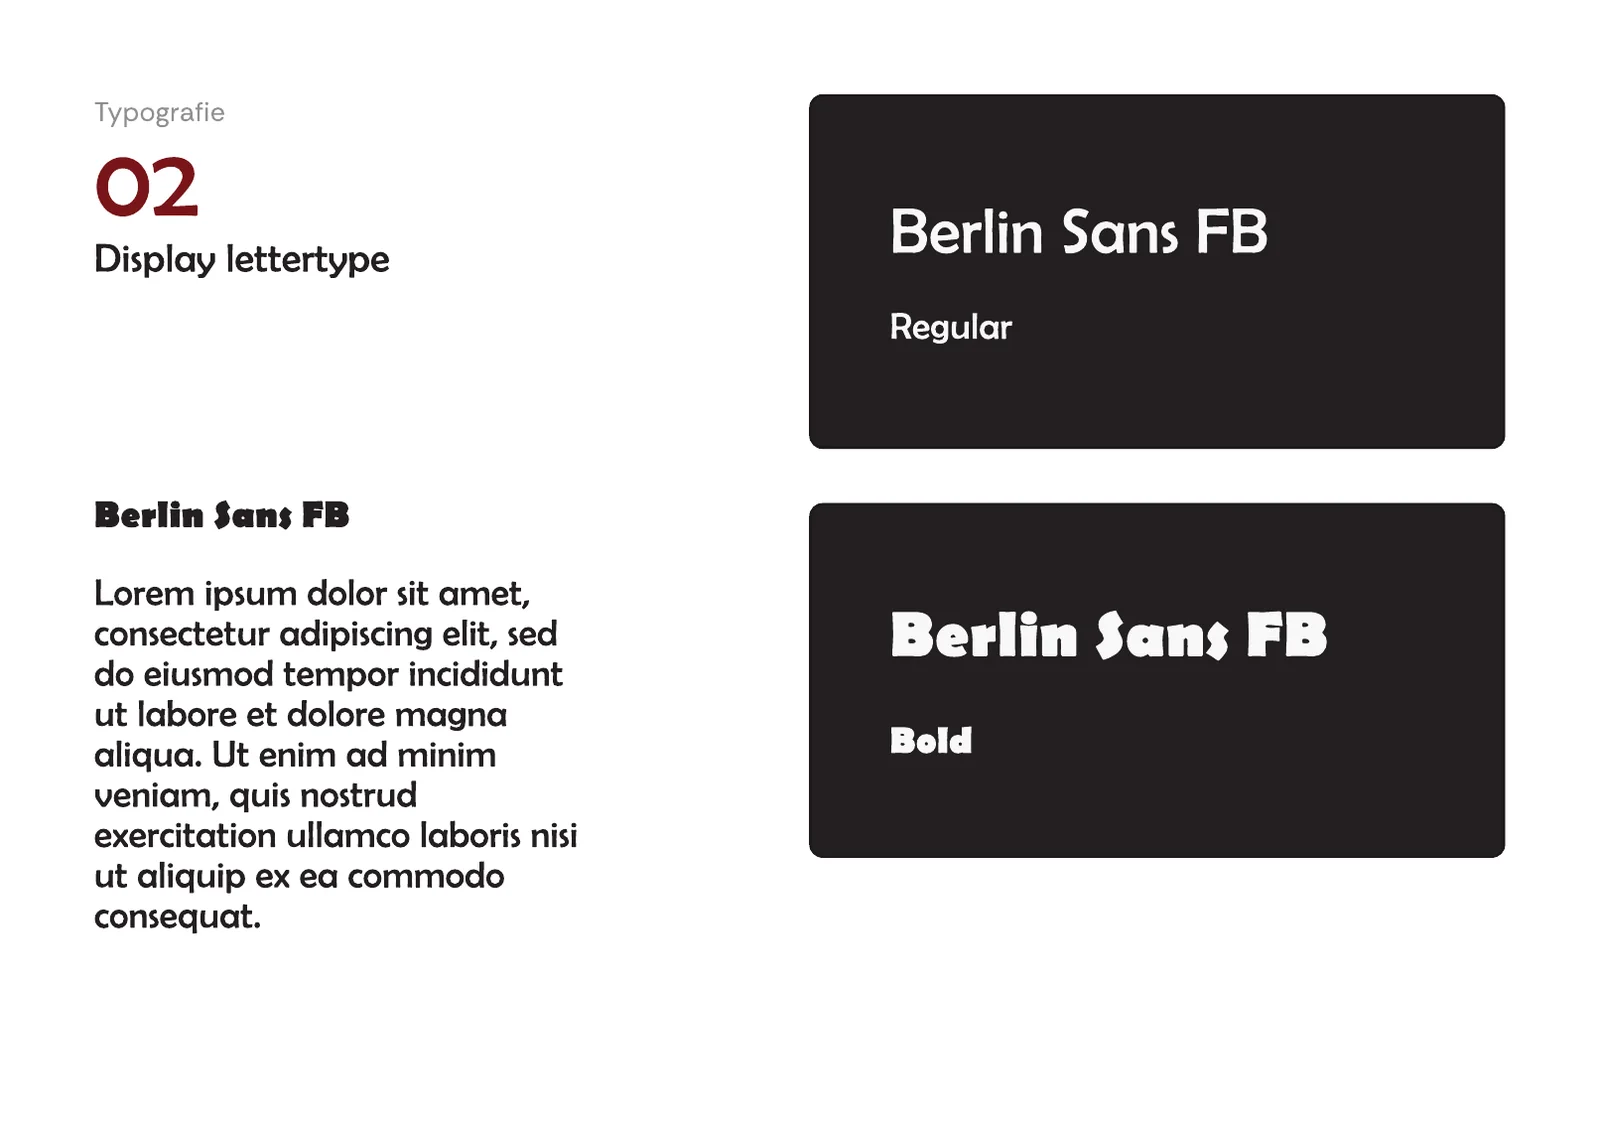 Typografie
02
Display lettertype
Berlin Sans FB
Lorem ipsum dolor sit amet,
consectetur adipiscing elit, sed
do eiusmod tempor incididunt
ut labore et dolore magna
aliqua. Ut enim ad minim
veniam, quis nostrud
exercitation ullamco laboris nisi
ut aliquip ex ea commodo
consequat.
Berlin Sans FB
Regular
Berlin Sans FB
Bold